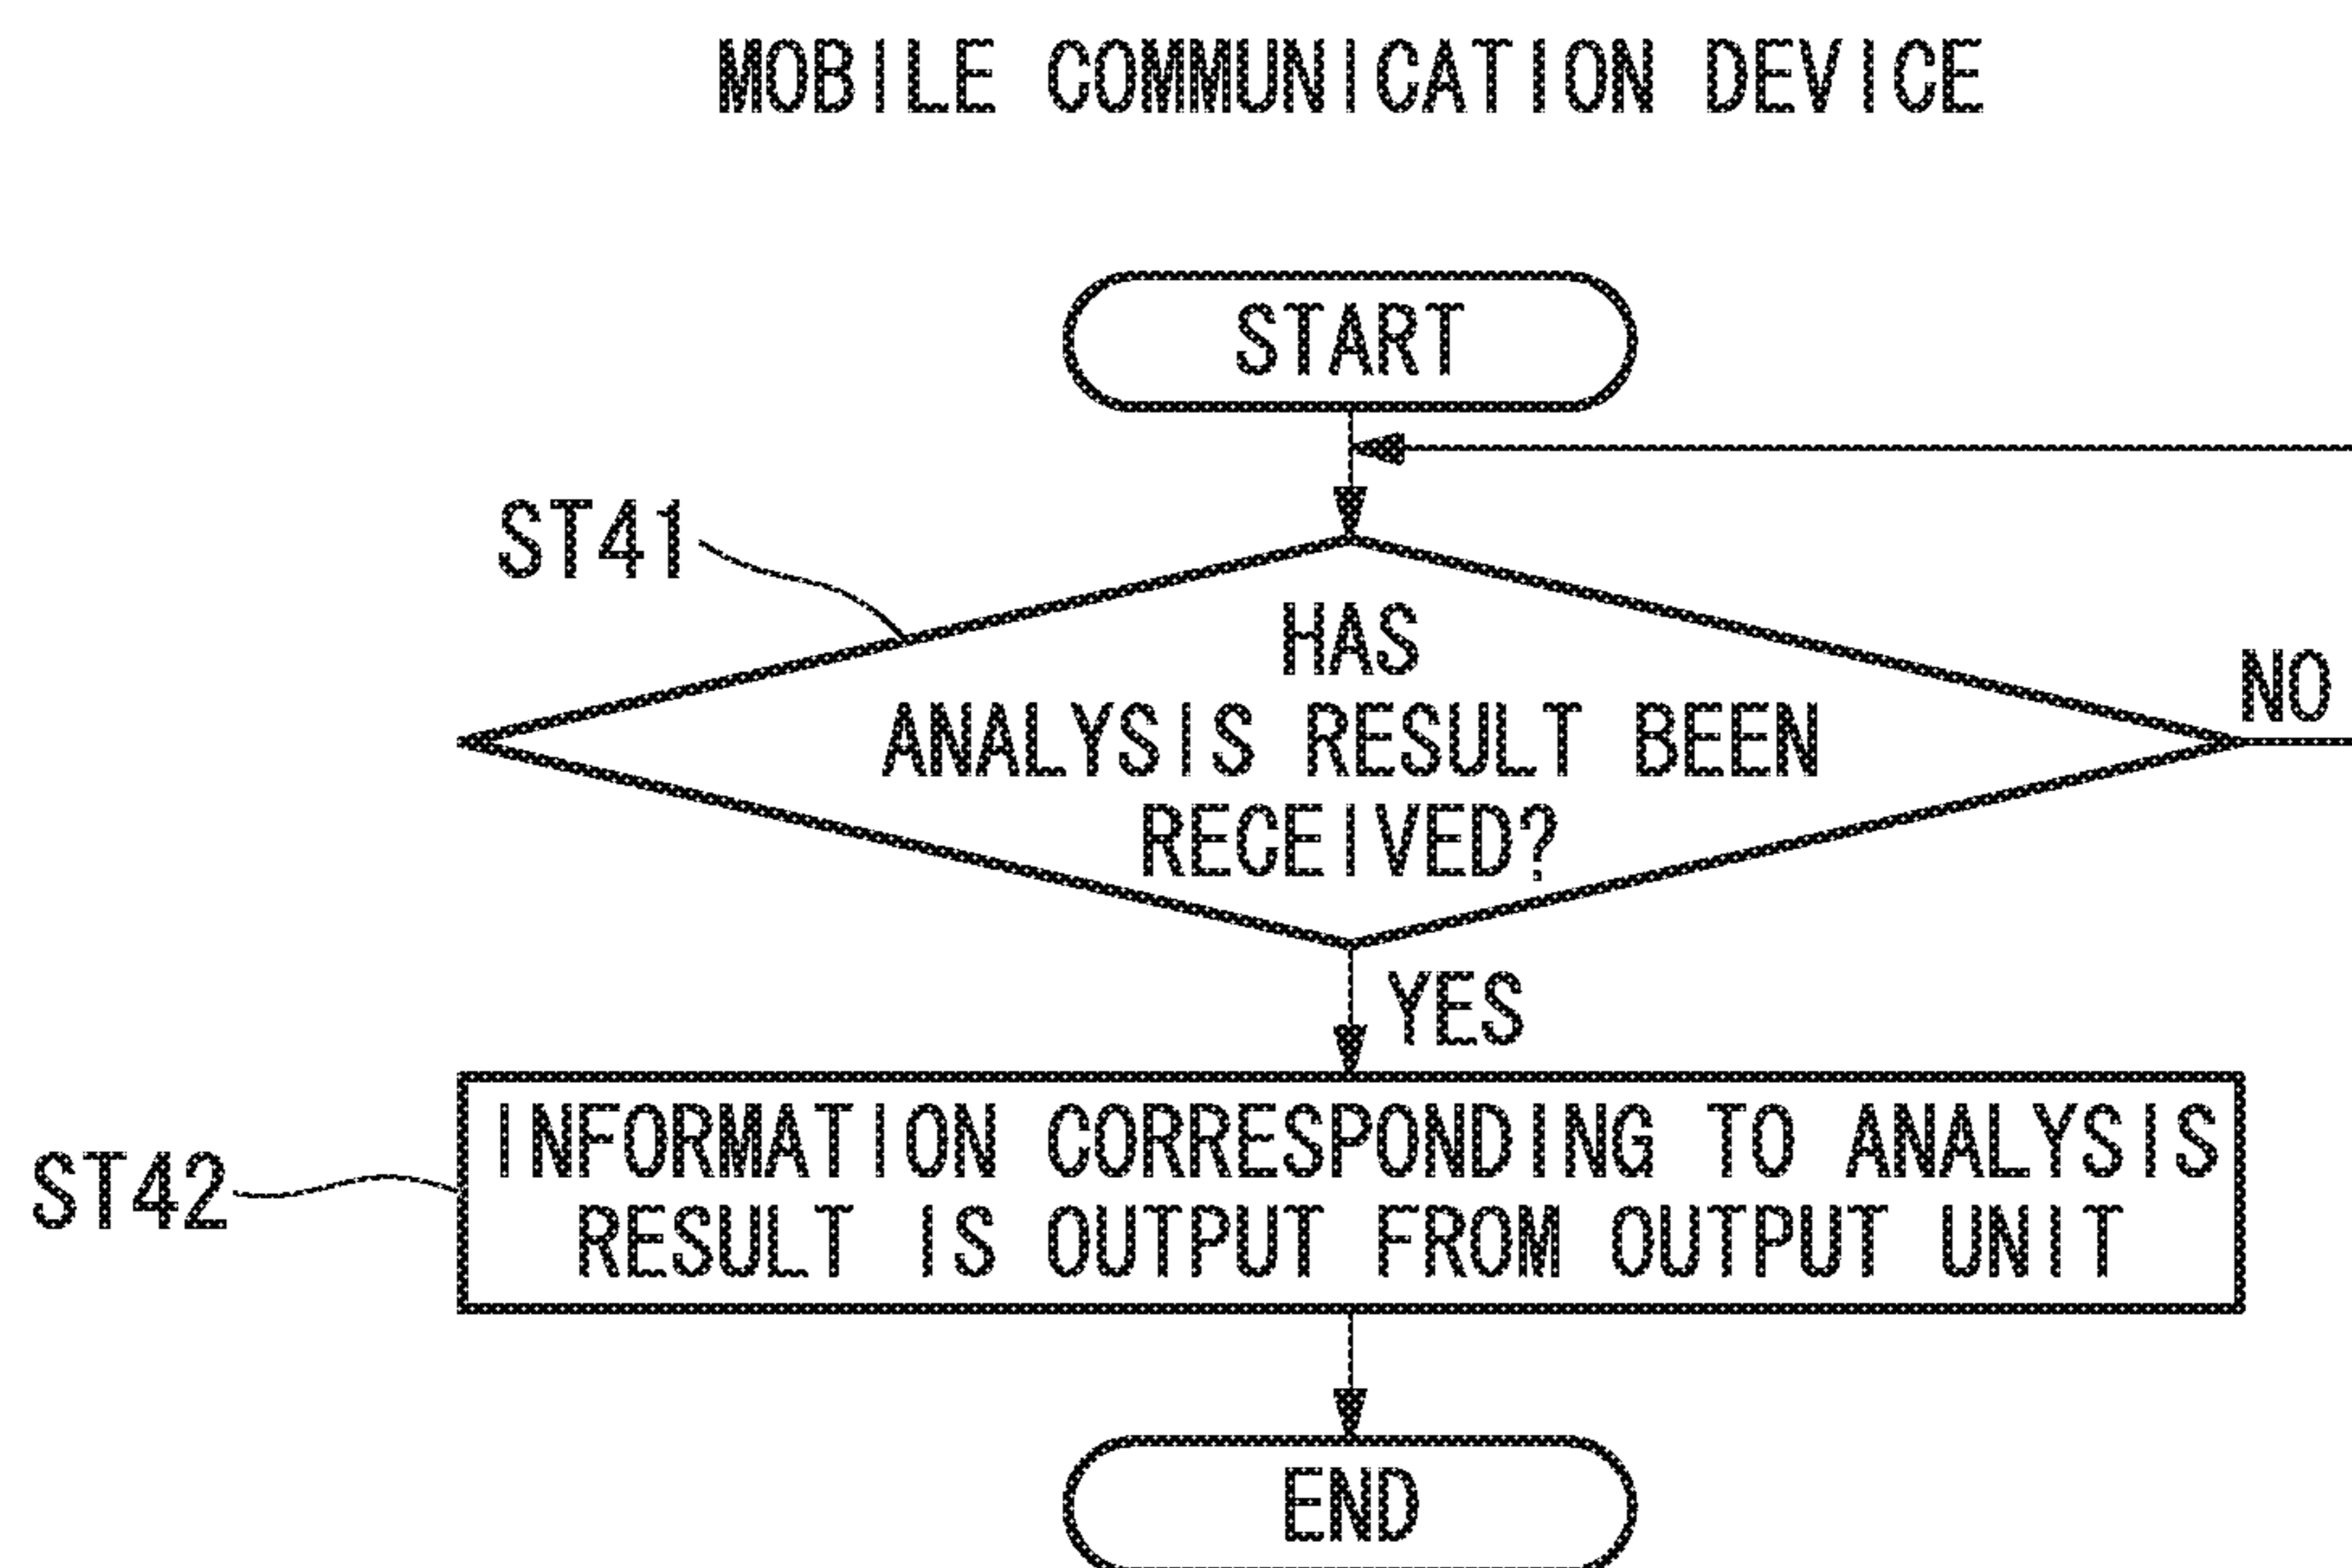 MOBILE COMMUNICATION DEVICE
START
ST41
HAS
ANALYSIS RESULT BEEN
RECEIVED?
NO
YES
ST42
INFORMATION CORRESPONDING TO ANALYSIS
RESULT IS OUTPUT FROM OUTPUT UNIT
END